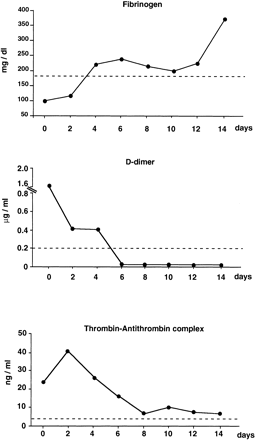 Fibrinogen
mg / dl
400
350
300
250
200
150
100
50
0 2 4 6 8 10 12 14 days
D-dimer
µg / ml
2.0
1.6
0.8
0.6
0.4
0.2
0
0 2 4 6 8 10 12 14 days
Thrombin-Antithrombin complex
ng / ml
50
40
30
20
10
0
0 2 4 6 8 10 12 14 days